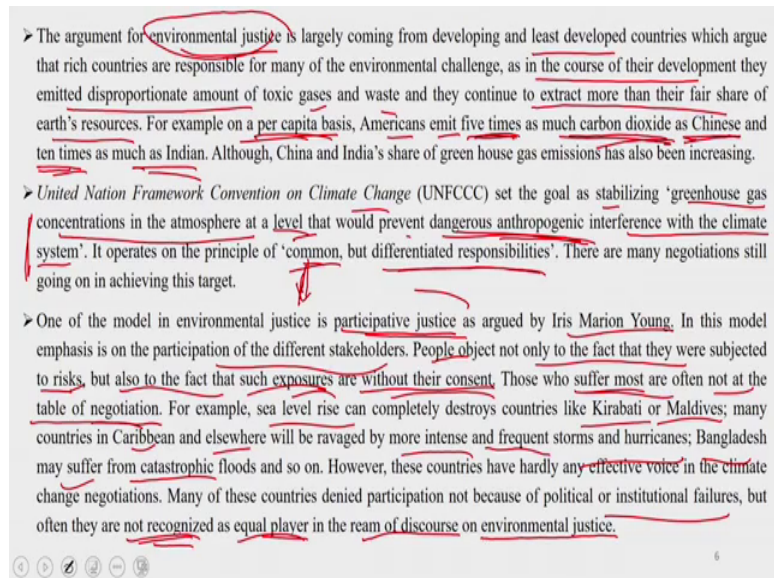 ➢ The argument for environmental justice is largely coming from developing and least developed countries which argue
that rich countries are responsible for many of the environmental challenge, as in the course of their development they
emitted disproportionate amount of toxic gases and waste and they continue to extract more than their fair share of
earth's resources. For example on a per capita basis, Americans emit five times as much carbon dioxide as Chinese and
ten times as much as Indian. Although, China and India's share of green house gas emissions has also been increasing.
➢ United Nation Framework Convention on Climate Change (UNFCCC) set the goal as stabilizing 'greenhouse gas
concentrations in the atmosphere at a level that would prevent dangerous anthropogenic interference with the climate
system'. It operates on the principle of 'common, but differentiated responsibilities'. There are many negotiations still
going on in achieving this target.
➢ One of the model in environmental justice is participative justice as argued by Iris Marion Young. In this model
emphasis is on the participation of the different stakeholders. People object not only to the fact that they were subjected
to risks, but also to the fact that such exposures are without their consent. Those who suffer most are often not at the
table of negotiation. For example, sea level rise can completely destroys countries like Kirabati or Maldives; many
countries in Caribbean and elsewhere will be ravaged by more intense and frequent storms and hurricanes; Bangladesh
may suffer from catastrophic floods and so on. However, these countries have hardly any effective voice in the climate
change negotiations. Many of these countries denied participation not because of political or institutional failures, but
often they are not recognized as equal player in the ream of discourse on environmental justice.
6